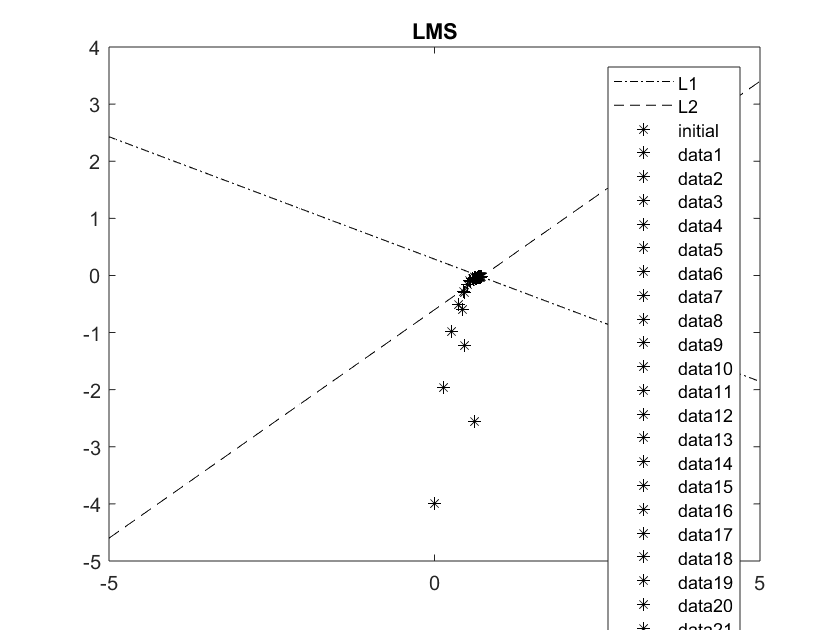 LMS
4
3
2
1
0
-1
-2
-3
-4
-5
-5
0
5
L1
L2
initial
data1
data2
data3
data4
data5
data6
data7
data8
data9
data10
data11
data12
data13
data14
data15
data16
data17
data18
data19
data20
data21